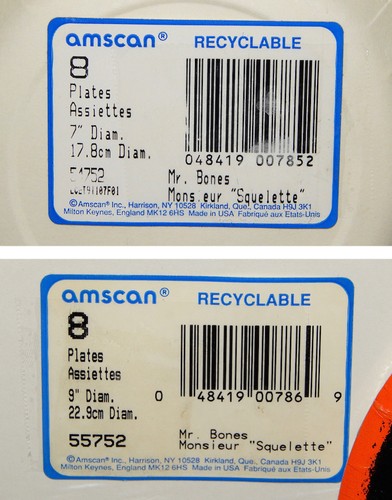 amscan® RECYCLABLE
8
Plates
Assiettes
7" Diam.
17.8cm Diam.
048419 007852
54752
Mr. Bones
Monsieur "Squelette"
©Amscan® Inc., Harrison, NY 10528 Kirkland, Que., Canada H9J 3K1
Milton Keynes, England MK12 6HS Made in USA Fabriqué aux Etats-Unis
amscan® RECYCLABLE
8
Plates
Assiettes
9" Diam.
22.9cm Diam.
0 48419 00786 9
55752
Mr. Bones
Monsieur "Squelette"
©Amscan® Inc., Harrison, NY 10528 Kirkland, Que., Canada H9J 3K1
Milton Keynes, England MK12 6HS Made in USA Fabriqué aux Etats-Unis